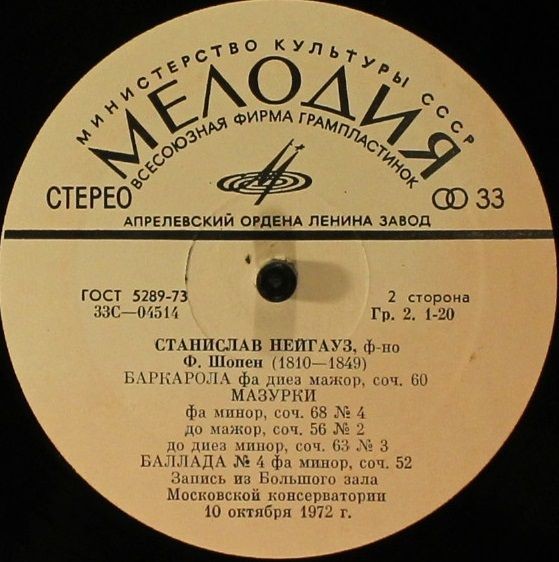 МИНИСТЕРСТВО КУЛЬТУРЫ СССР
МЕЛОДИЯ
ВСЕСОЮЗНАЯ ФИРМА ГРАМПЛАСТИНОК
СТЕРЕО
33
АПРЕЛЕВСКИЙ ОРДЕНА ЛЕНИНА ЗАВОД
ГОСТ 5289-73
33С—04514
2 сторона
Гр. 2. 1-20
СТАНИСЛАВ НЕЙГАУЗ, ф-но
Ф. Шопен (1810—1849)
БАРКАРОЛА фа диез мажор, соч. 60
МАЗУРКИ
фа минор, соч. 68 № 4
до мажор, соч. 56 № 2
до диез минор, соч. 63 № 3
БАЛЛАДА № 4 фа минор, соч. 52
Запись из Большого зала
Московской консерватории
10 октября 1972 г.